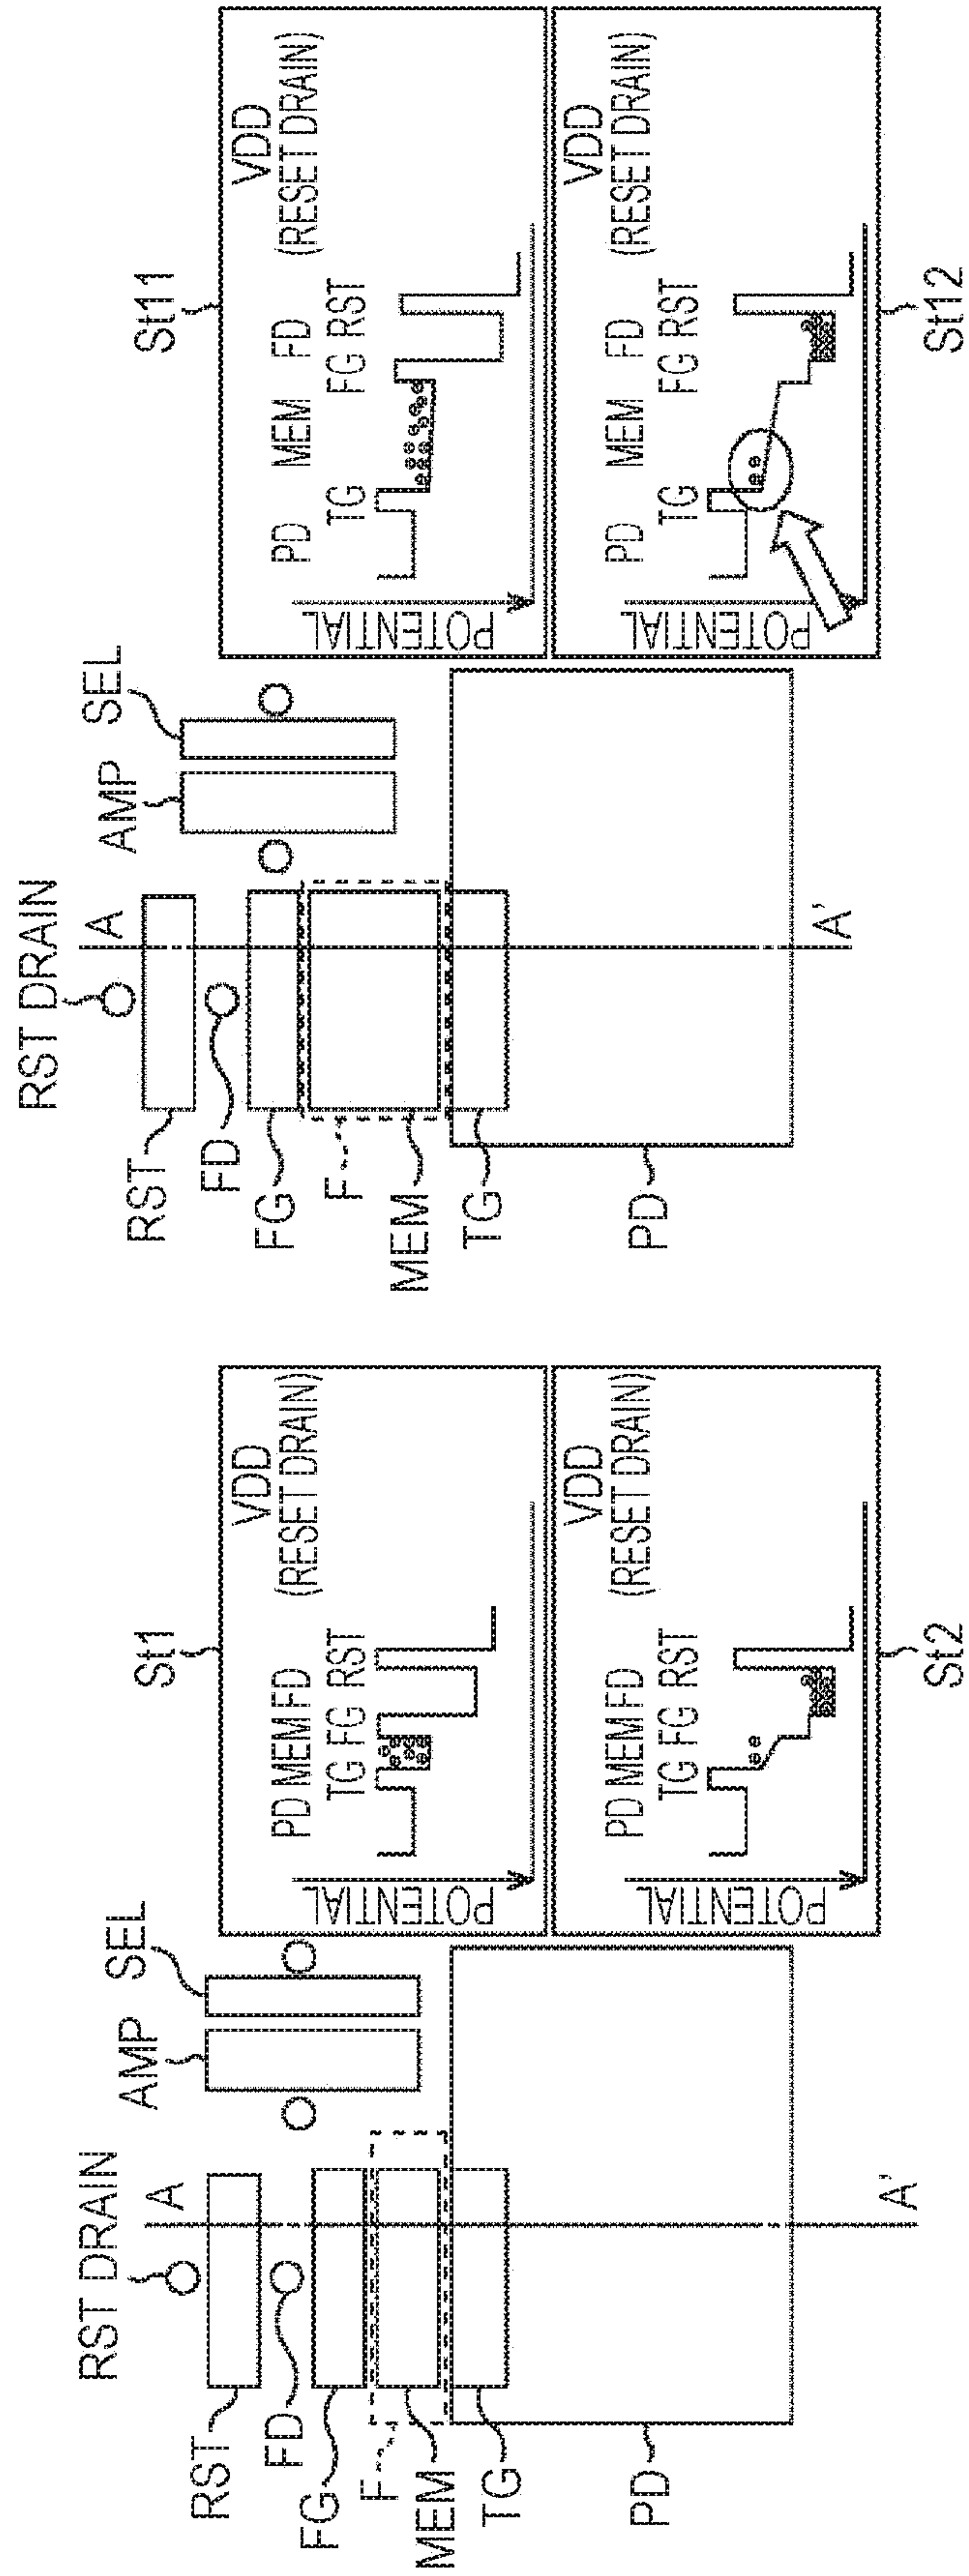 RST DRAIN
A
AMP
SEL
RST
FD
FG
F
MEM
TG
PD
A'
St1
VDD
(RESET DRAIN)
PD MEM FD
TG FG RST
POTENTIAL
VDD
(RESET DRAIN)
PD MEM FD
TG FG RST
POTENTIAL
St2
RST DRAIN
A
AMP
SEL
RST
FD
FG
F
MEM
TG
PD
A'
St11
VDD
(RESET DRAIN)
PD MEM FD
TG FG RST
POTENTIAL
VDD
(RESET DRAIN)
PD MEM FD
TG FG RST
POTENTIAL
St12